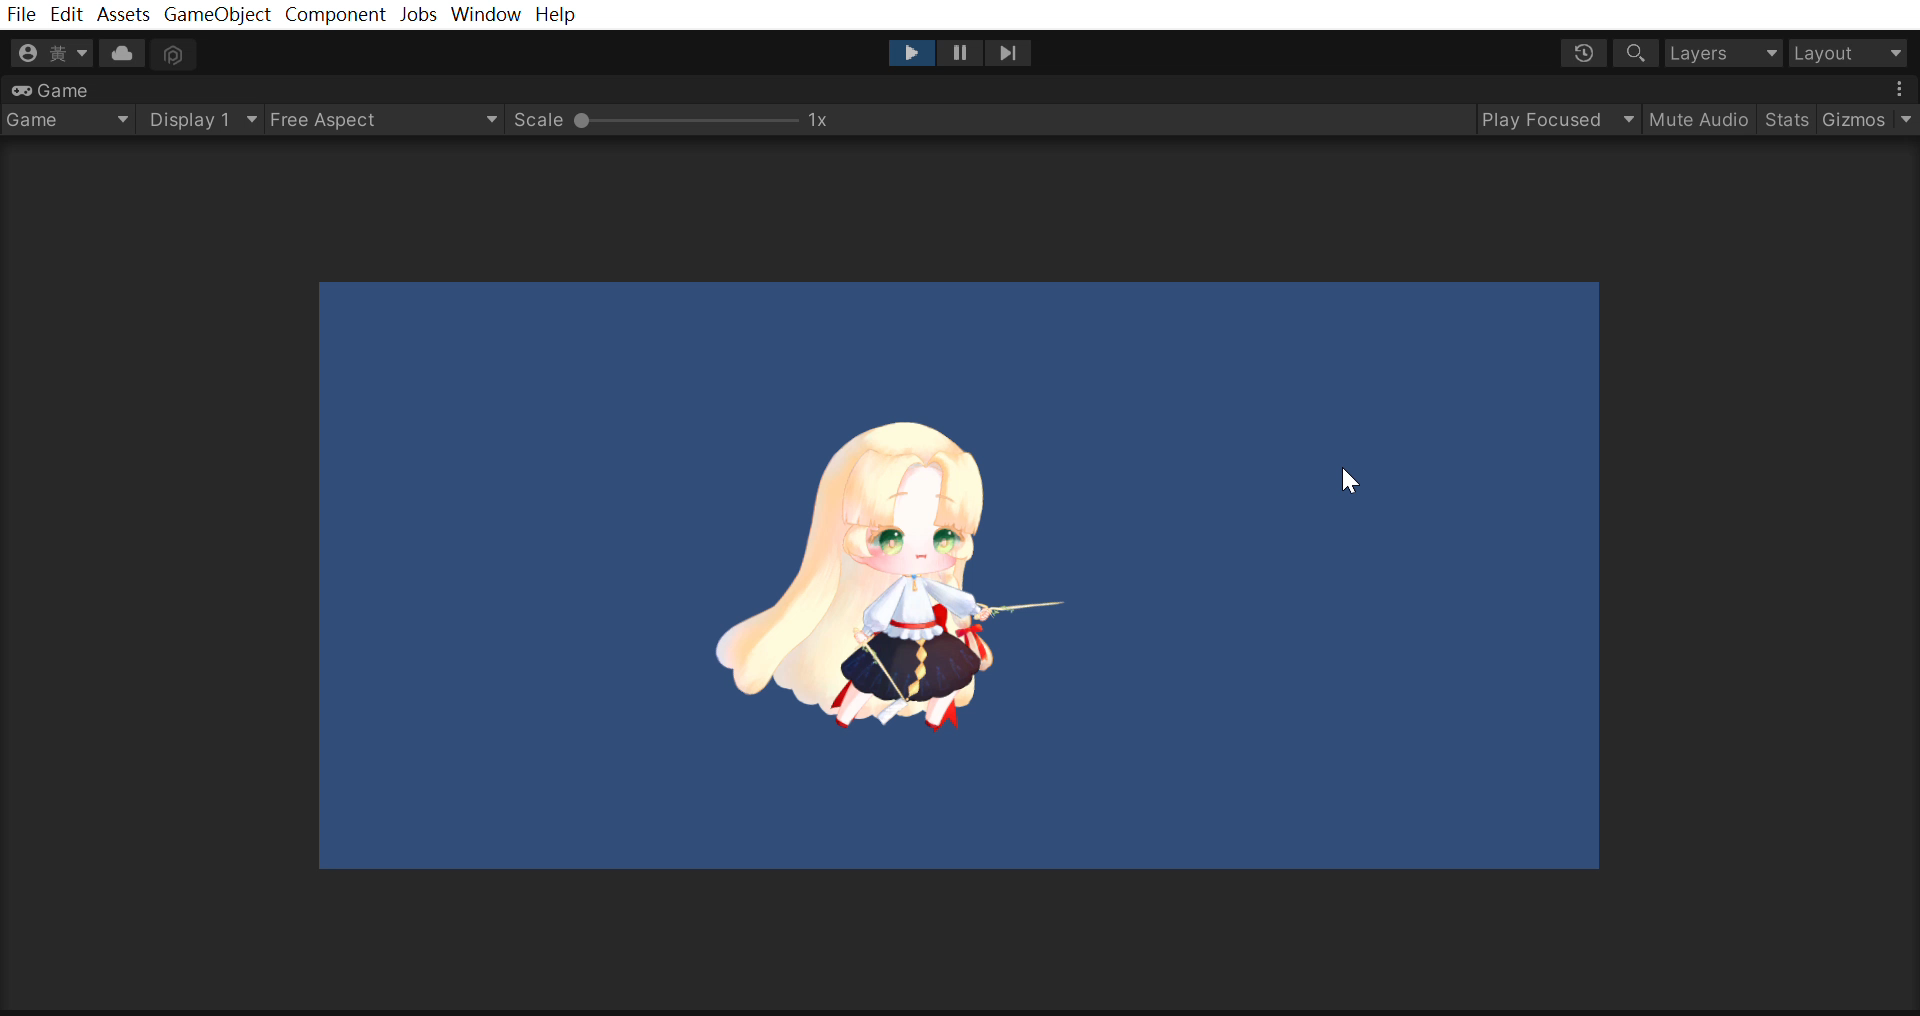 File Edit Assets GameObject Component Jobs Window Help
黃 Layers Layout
Game
Game Display 1 Free Aspect Scale 1x Play Focused Mute Audio Stats Gizmos